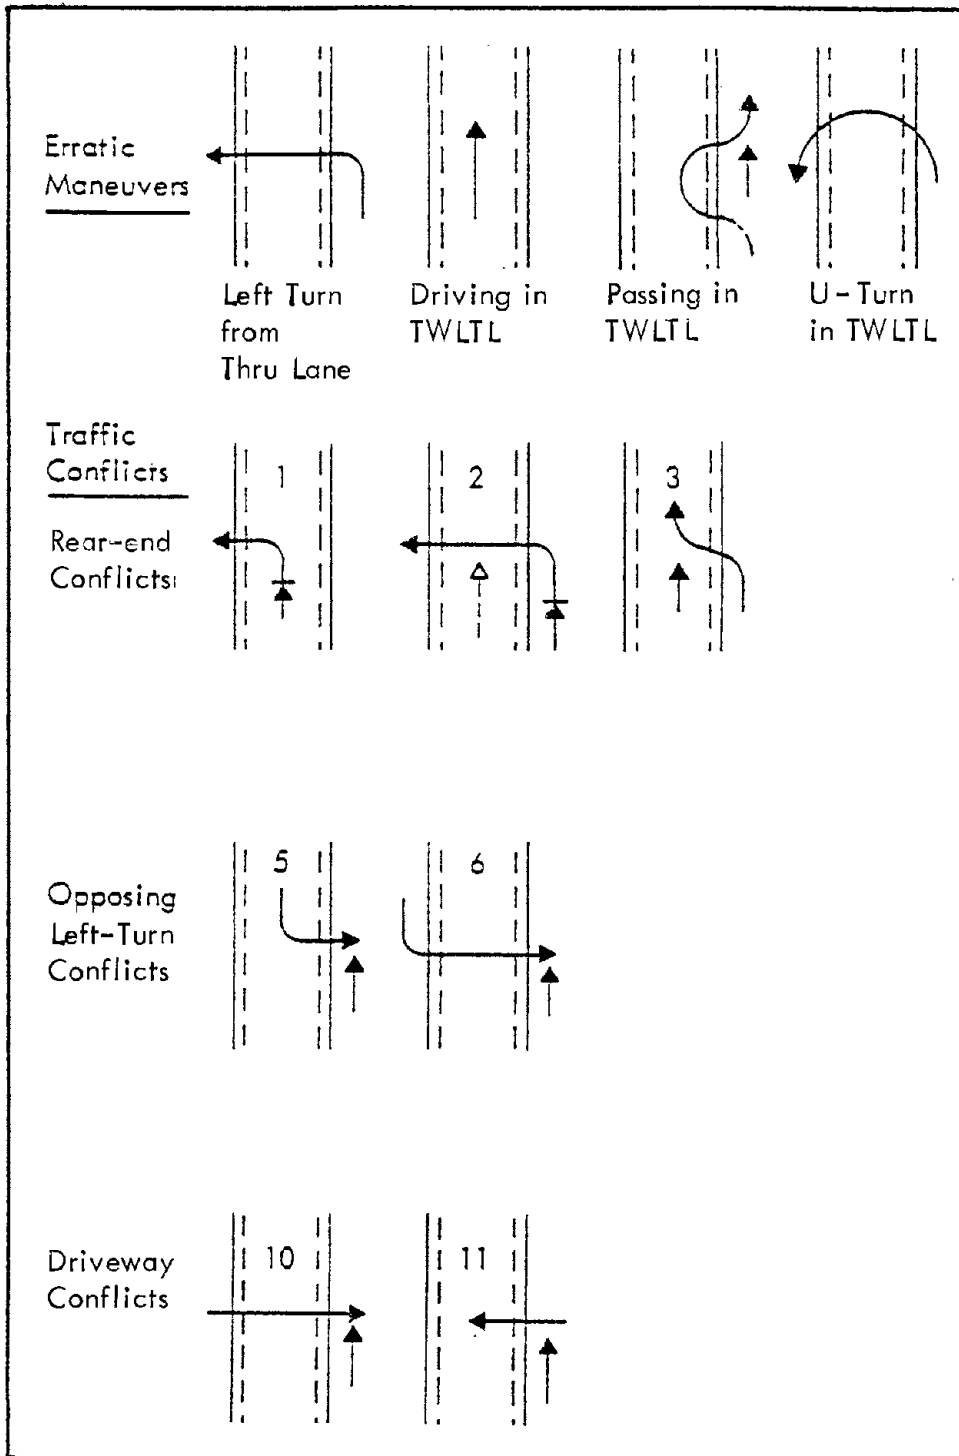 Erratic
Maneuvers
Left Turn
from
Thru Lane
Driving in
TWLTL
Passing in
TWLTL
U-Turn
in TWLTL
Traffic
Conflicts
Rear-end
Conflicts:
1
2
3
Opposing
Left-Turn
Conflicts
5
6
Driveway
Conflicts
10
11